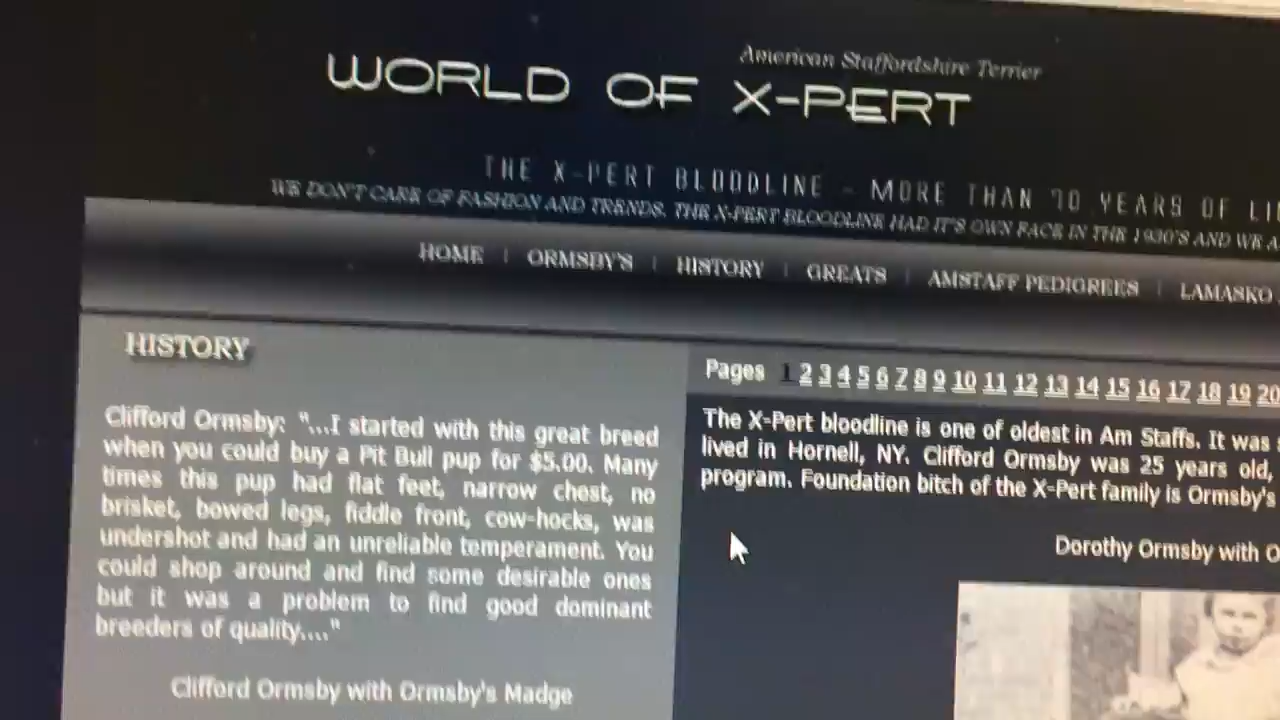 American Staffordshire Terrier
WORLD OF X-PERT
THE X-PERT BLOODLINE - MORE THAN 70 YEARS OF
WE DON'T CARE OF FASHION AND TRENDS. THE X-PERT BLOODLINE HAD IT'S OWN FACE IN THE 1930'S AND WE
HOME | ORMSBY'S | HISTORY | GREATS | AMSTAFF PEDIGREES | LAMASKO
HISTORY
Clifford Ormsby: "...I started with this great breed
when you could buy a Pit Bull pup for $5.00. Many
times this pup had flat feet, narrow chest, no
brisket, bowed legs, fiddle front, cow-hocks, was
undershot and had an unreliable temperament. You
could shop around and find some desirable ones
but it was a problem to find good dominant
breeders of quality...."
Clifford Ormsby with Ormsby's Madge
Pages 1 2 3 4 5 6 7 8 9 10 11 12 13 14 15 16 17 18 19 20
The X-Pert bloodline is one of oldest in Am Staffs. It was
lived in Hornell, NY. Clifford Ormsby was 25 years old,
program. Foundation bitch of the X-Pert family is Ormsby's
Dorothy Ormsby with